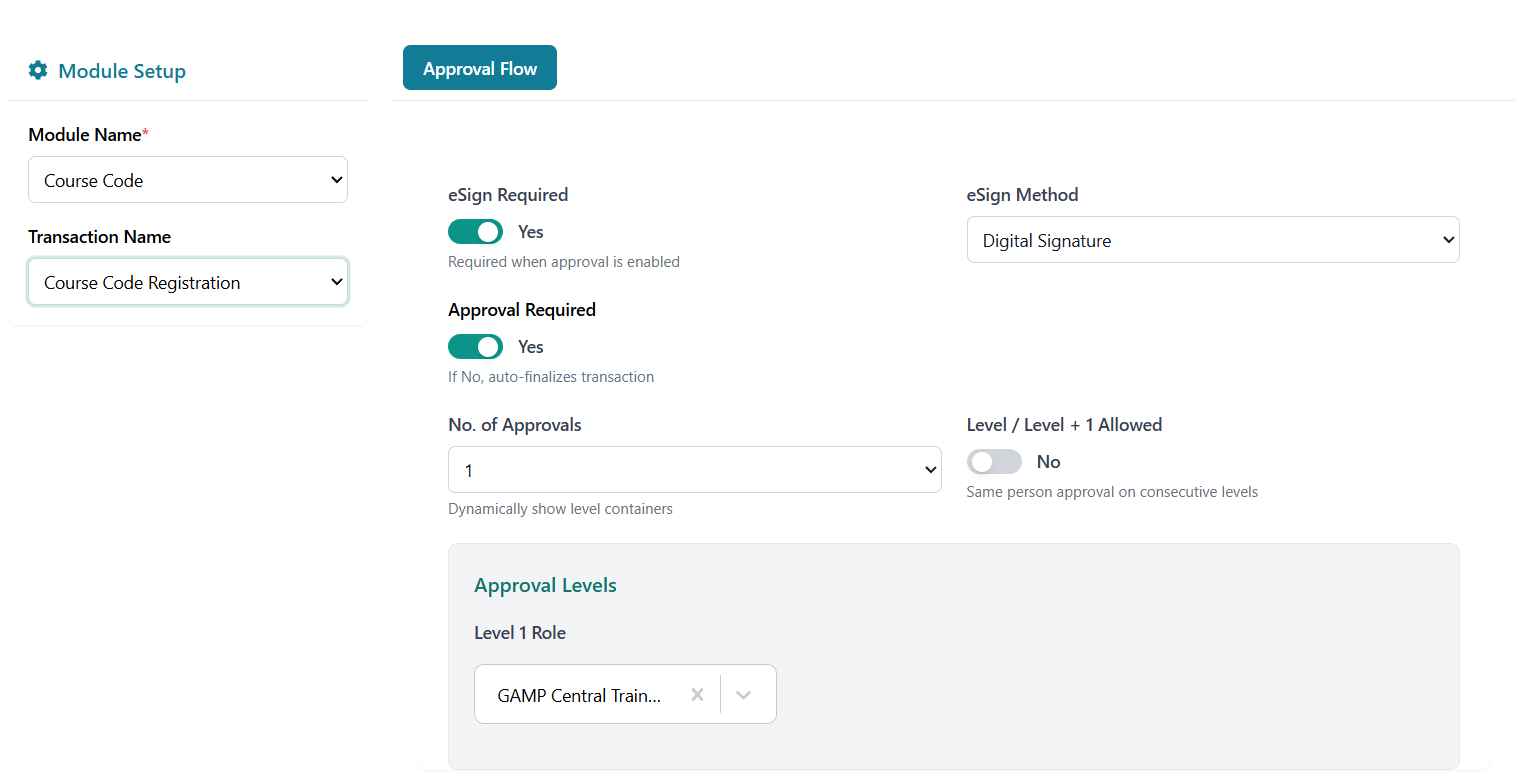 Module Setup
Module Name*
Course Code
Transaction Name
Course Code Registration
Approval Flow
eSign Required
Yes
Required when approval is enabled
eSign Method
Digital Signature
Approval Required
Yes
If No, auto-finalizes transaction
No. of Approvals
1
Dynamically show level containers
Level / Level + 1 Allowed
No
Same person approval on consecutive levels
Approval Levels
Level 1 Role
GAMP Central Train...